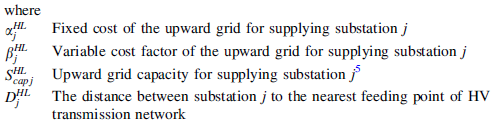 where
α_j^HL Fixed cost of the upward grid for supplying substation j
β_j^HL Variable cost factor of the upward grid for supplying substation j
S_cap j^HL Upward grid capacity for supplying substation j^5
D_j^HL The distance between substation j to the nearest feeding point of HV
transmission network